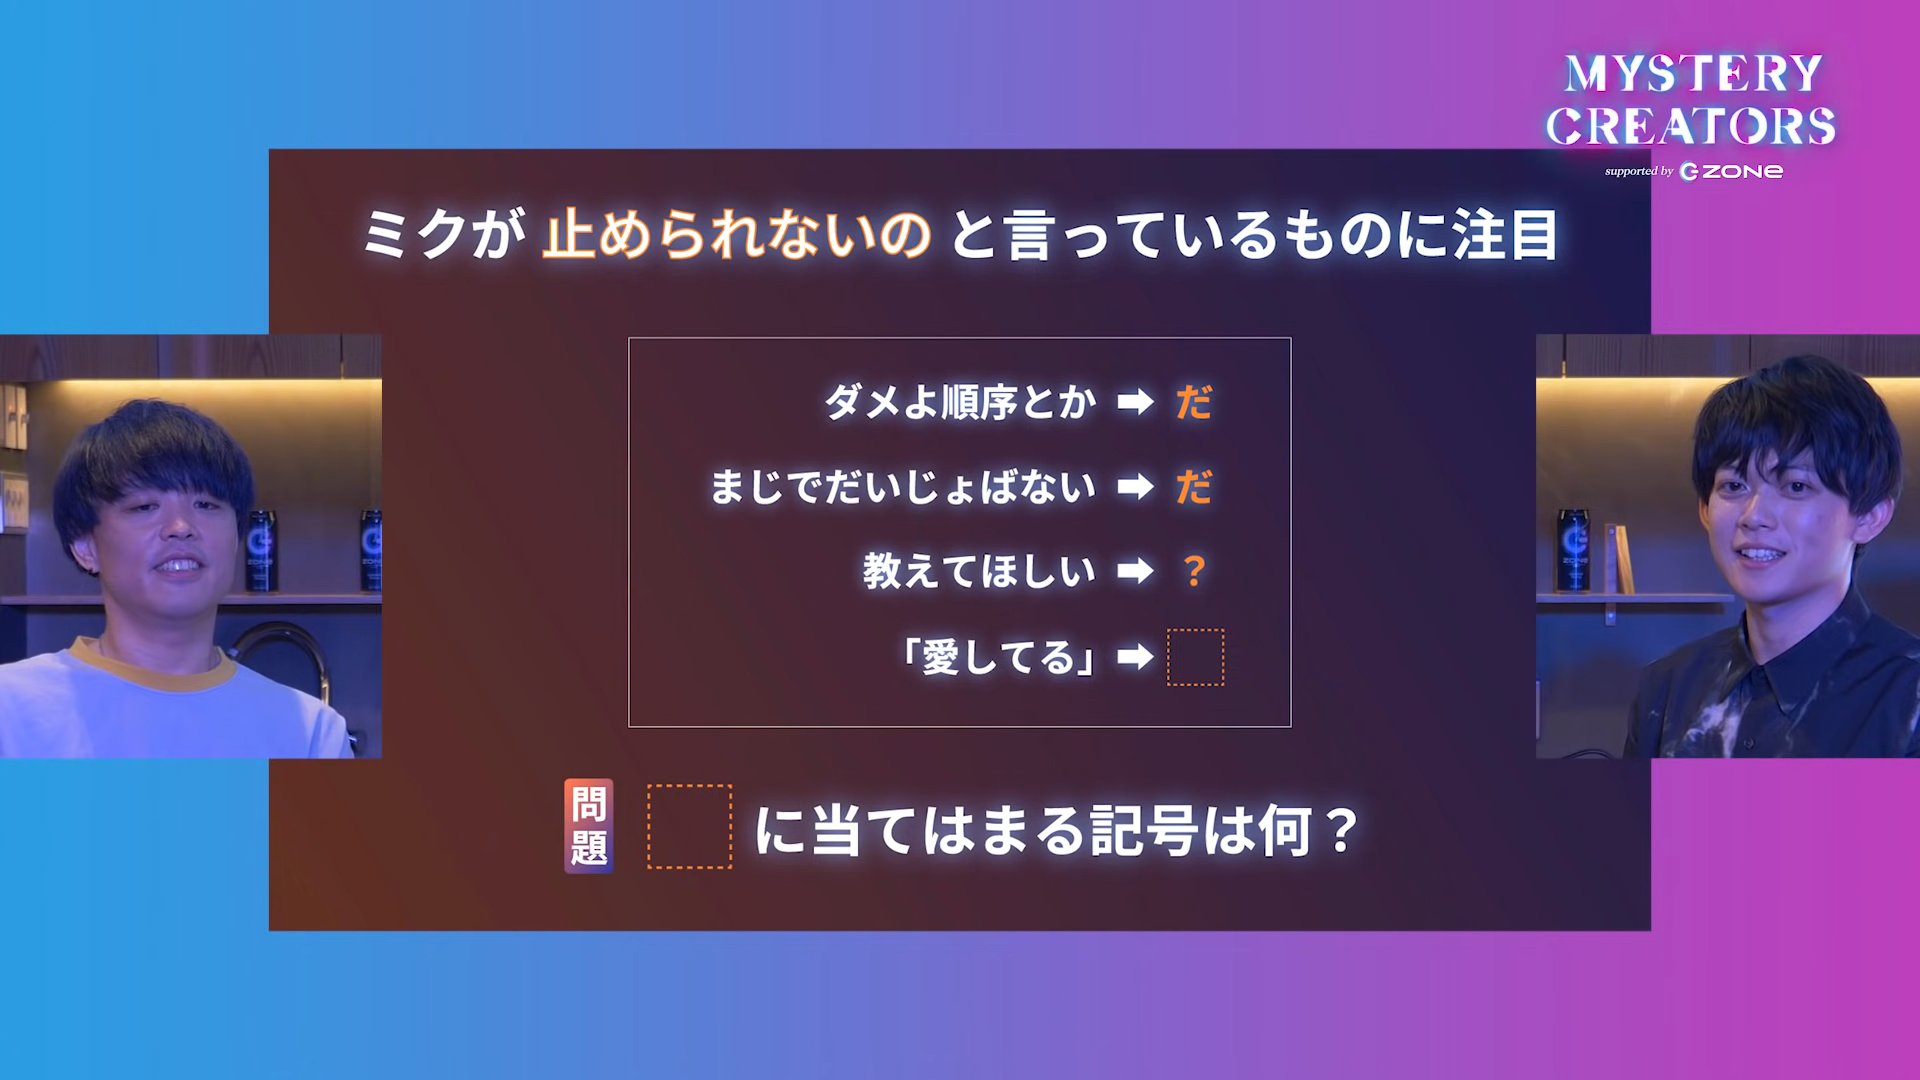 MYSTERY
CREATORS
supported by ZONE
ミクが 止められないの と言っているものに注目
ダメよ順序とか ➡ だ
まじでだいじょばない ➡ だ
教えてほしい ➡ ?
「愛してる」➡
問題 に当てはまる記号は何?
ZONE